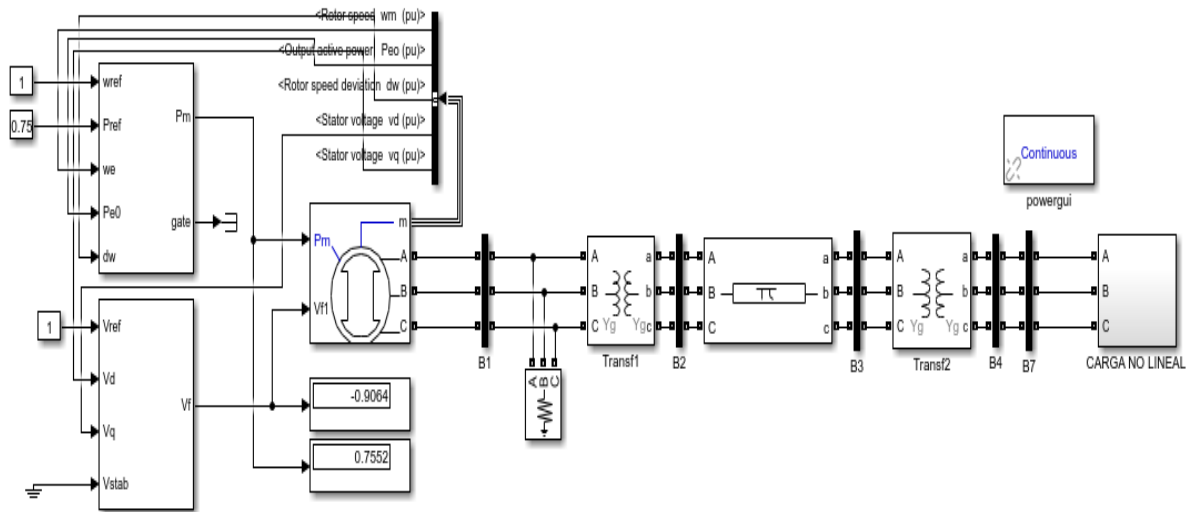 <Rotor speed wm (pu)>
<Output active power Peo (pu)>
<Rotor speed deviation dw (pu)>
<Stator voltage vd (pu)>
<Stator voltage vq (pu)>
1
0.75
wref
Pref
we
Pe0
dw
Pm
gate
1
Vref
Vd
Vq
Vstab
Vf
Pm
Vf1
m
A
B
C
-0.9064
0.7552
B1
A B C
A
B
C
a
b
c
Yg Yg
Transf1
B2
A
B
C
a
b
c
B3
A
B
C
a
b
c
Yg Yg
Transf2
B4
B7
Continuous
powergui
A
B
C
CARGA NO LINEAL